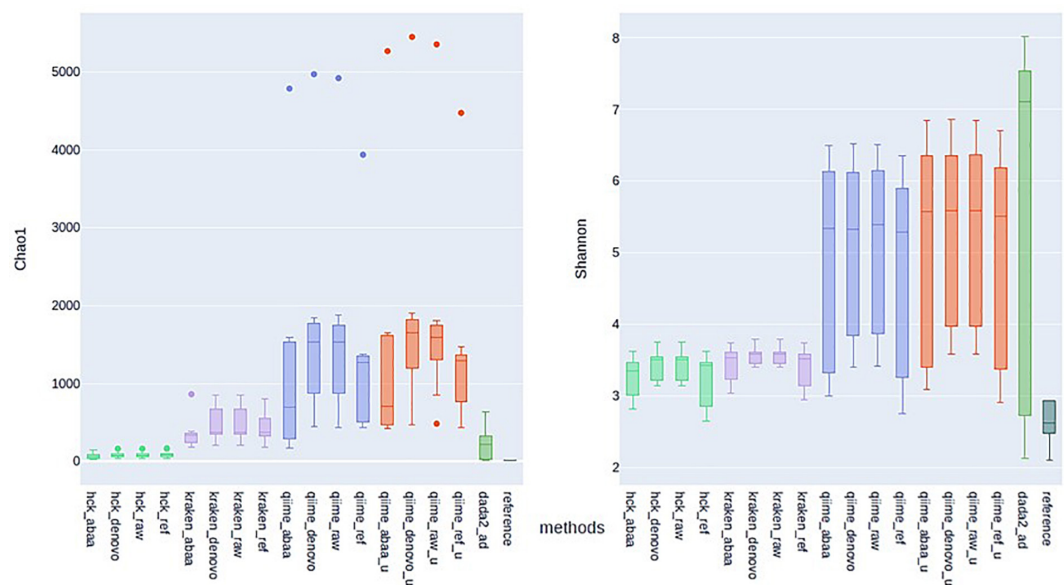 Chao1
5000
4000
3000
2000
1000
0
hck_abaa
hck_denovo
hck_raw
hck_ref
kraken_abaa
kraken_denovo
kraken_raw
kraken_ref
qiime_abaa
qiime_denovo
qiime_raw
qiime_ref
qiime_abaa_u
qiime_denovo_u
qiime_raw_u
qiime_ref_u
dada2_ad
reference
methods
Shannon
8
7
6
5
4
3
2
hck_abaa
hck_denovo
hck_raw
hck_ref
kraken_abaa
kraken_denovo
kraken_raw
kraken_ref
qiime_abaa
qiime_denovo
qiime_raw
qiime_ref
qiime_abaa_u
qiime_denovo_u
qiime_raw_u
qiime_ref_u
dada2_ad
reference